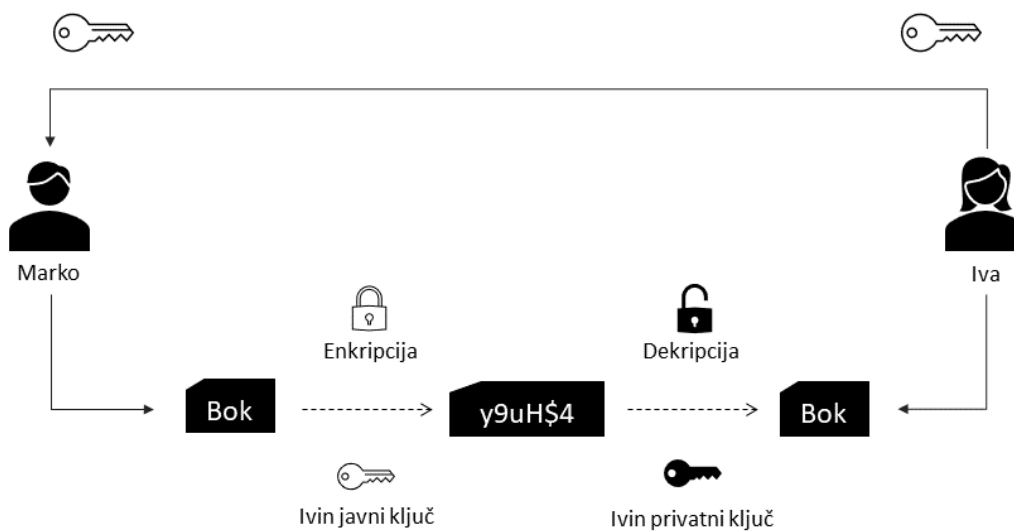 Marko
Iva
Enkripcija
Dekripcija
Bok
y9uH$4
Bok
Ivin javni ključ
Ivin privatni ključ